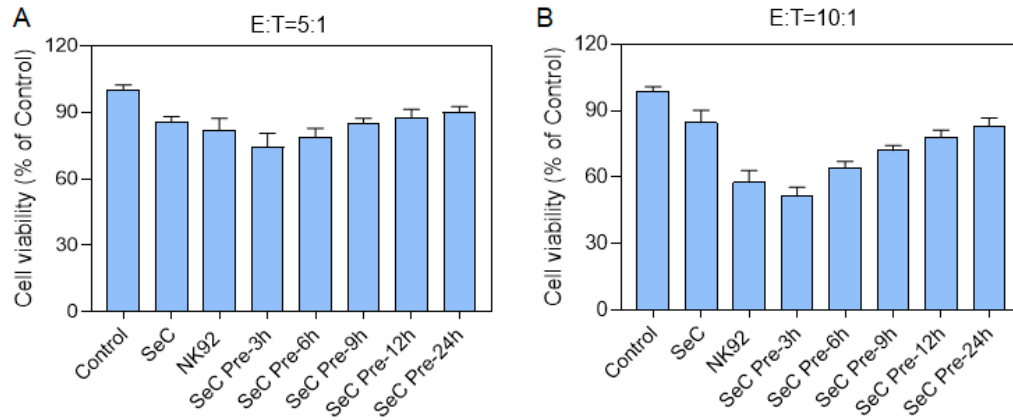 A
E:T=5:1
Cell viability (% of Control)
120
90
60
30
0
Control
SeC
NK92
SeC Pre-3h
SeC Pre-6h
SeC Pre-9h
SeC Pre-12h
SeC Pre-24h
B
E:T=10:1
Cell viability (% of Control)
120
90
60
30
0
Control
SeC
NK92
SeC Pre-3h
SeC Pre-6h
SeC Pre-9h
SeC Pre-12h
SeC Pre-24h